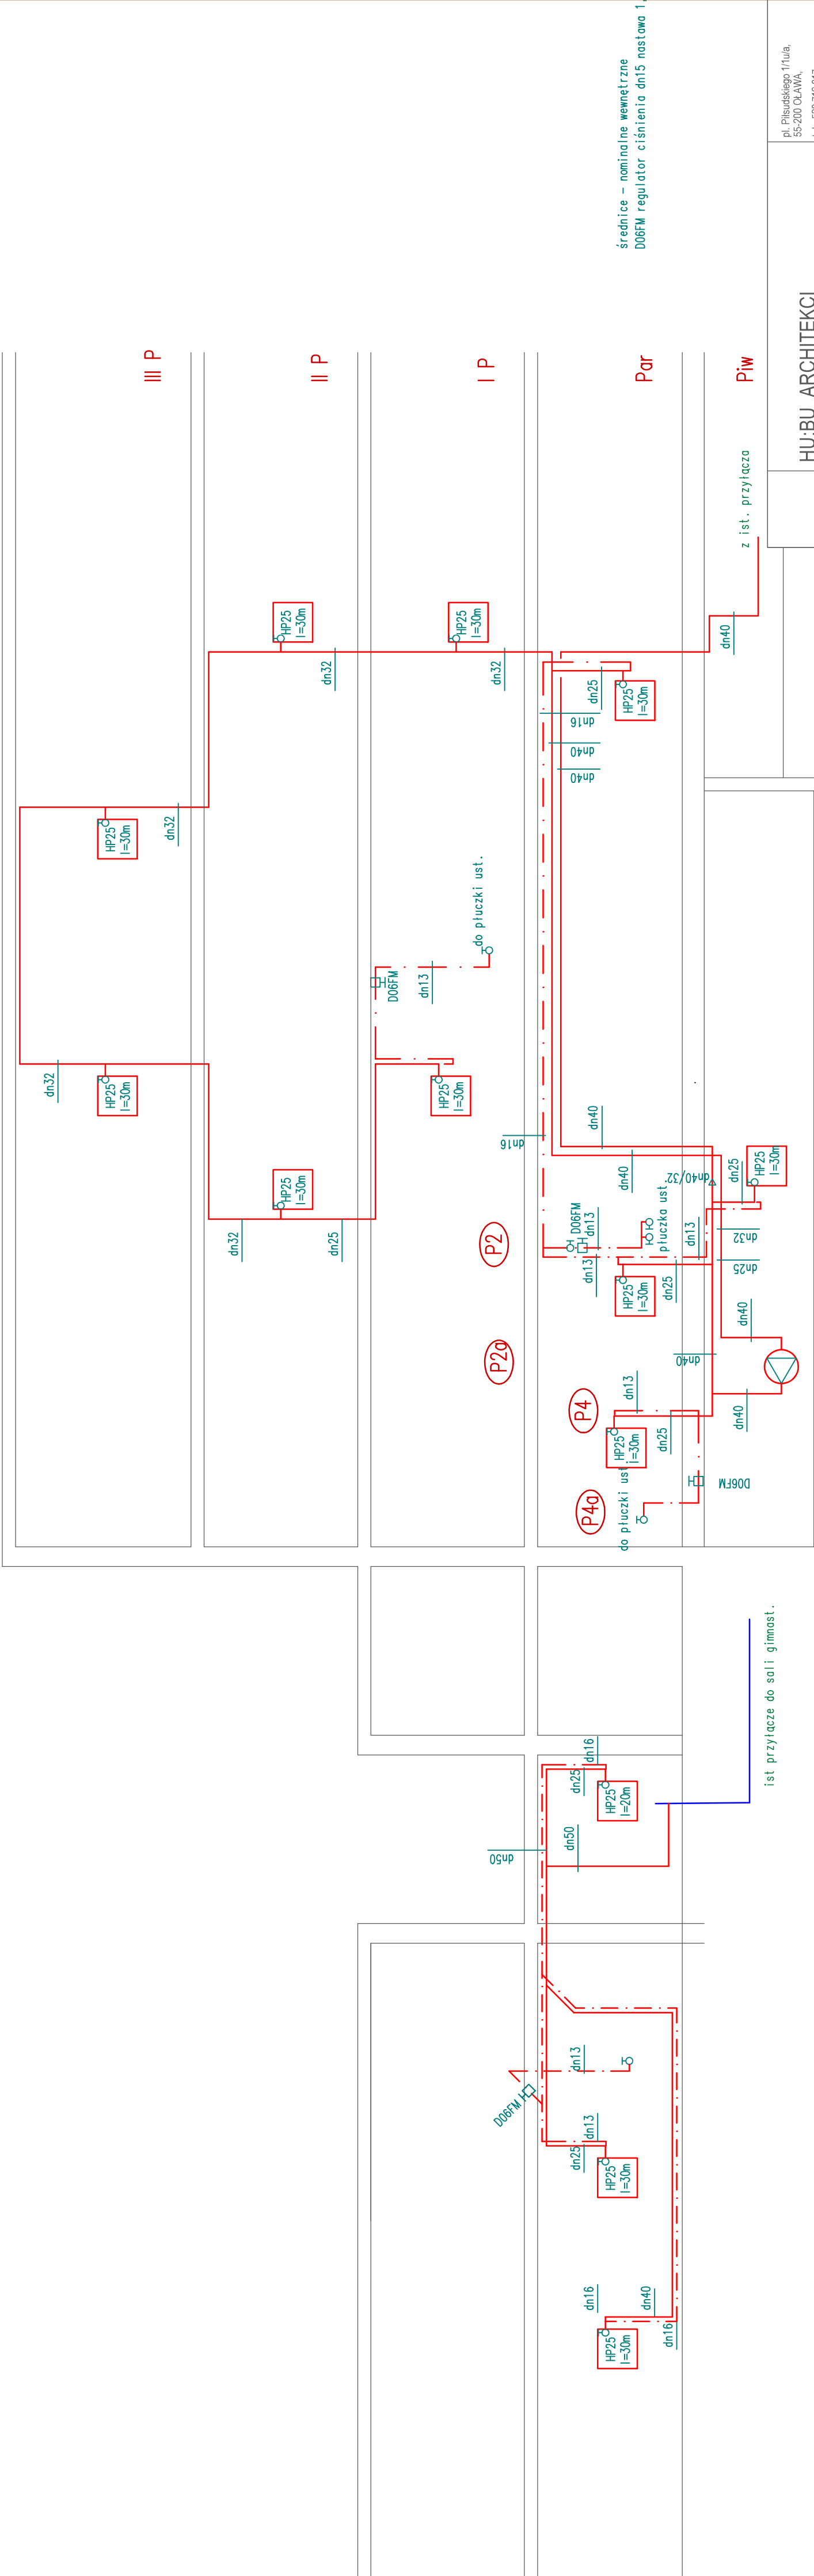 średnice – nominalne wewnętrzne
D06FM regulator ciśnienia dn15 nastawa 1,
pl. Piłsudskiego 1/1u/a,
55-200 OŁAWA,
HU:BU ARCHITEKCI
III P
II P
I P
Par
Piw
z ist. przyłącza
dn40
HP25
l=30m
HP25
l=30m
dn32
dn32
dn25
HP25
l=30m
dn16
dn40
dn40
dn32
HP25
l=30m
do płuczki ust.
D06FM
dn13
dn32
HP25
l=30m
HP25
l=30m
dn16
dn40
dn40
dn40/32
dn25
HP25
l=30m
HP25
l=30m
dn32
dn25
P2
D06FM
dn13
płuczka ust.
dn13
dn13
dn32
dn25
HP25
l=30m
dn25
dn40
dn40
P2a
P4
dn13
HP25
l=30m
dn25
dn40
P4a
do płuczki ust.
D06FM
ist przyłącze do sali gimnast.
dn16
dn25
HP25
l=20m
dn50
dn50
dn13
D06FM
dn13
dn25
HP25
l=30m
dn16
dn40
dn16
HP25
l=30m